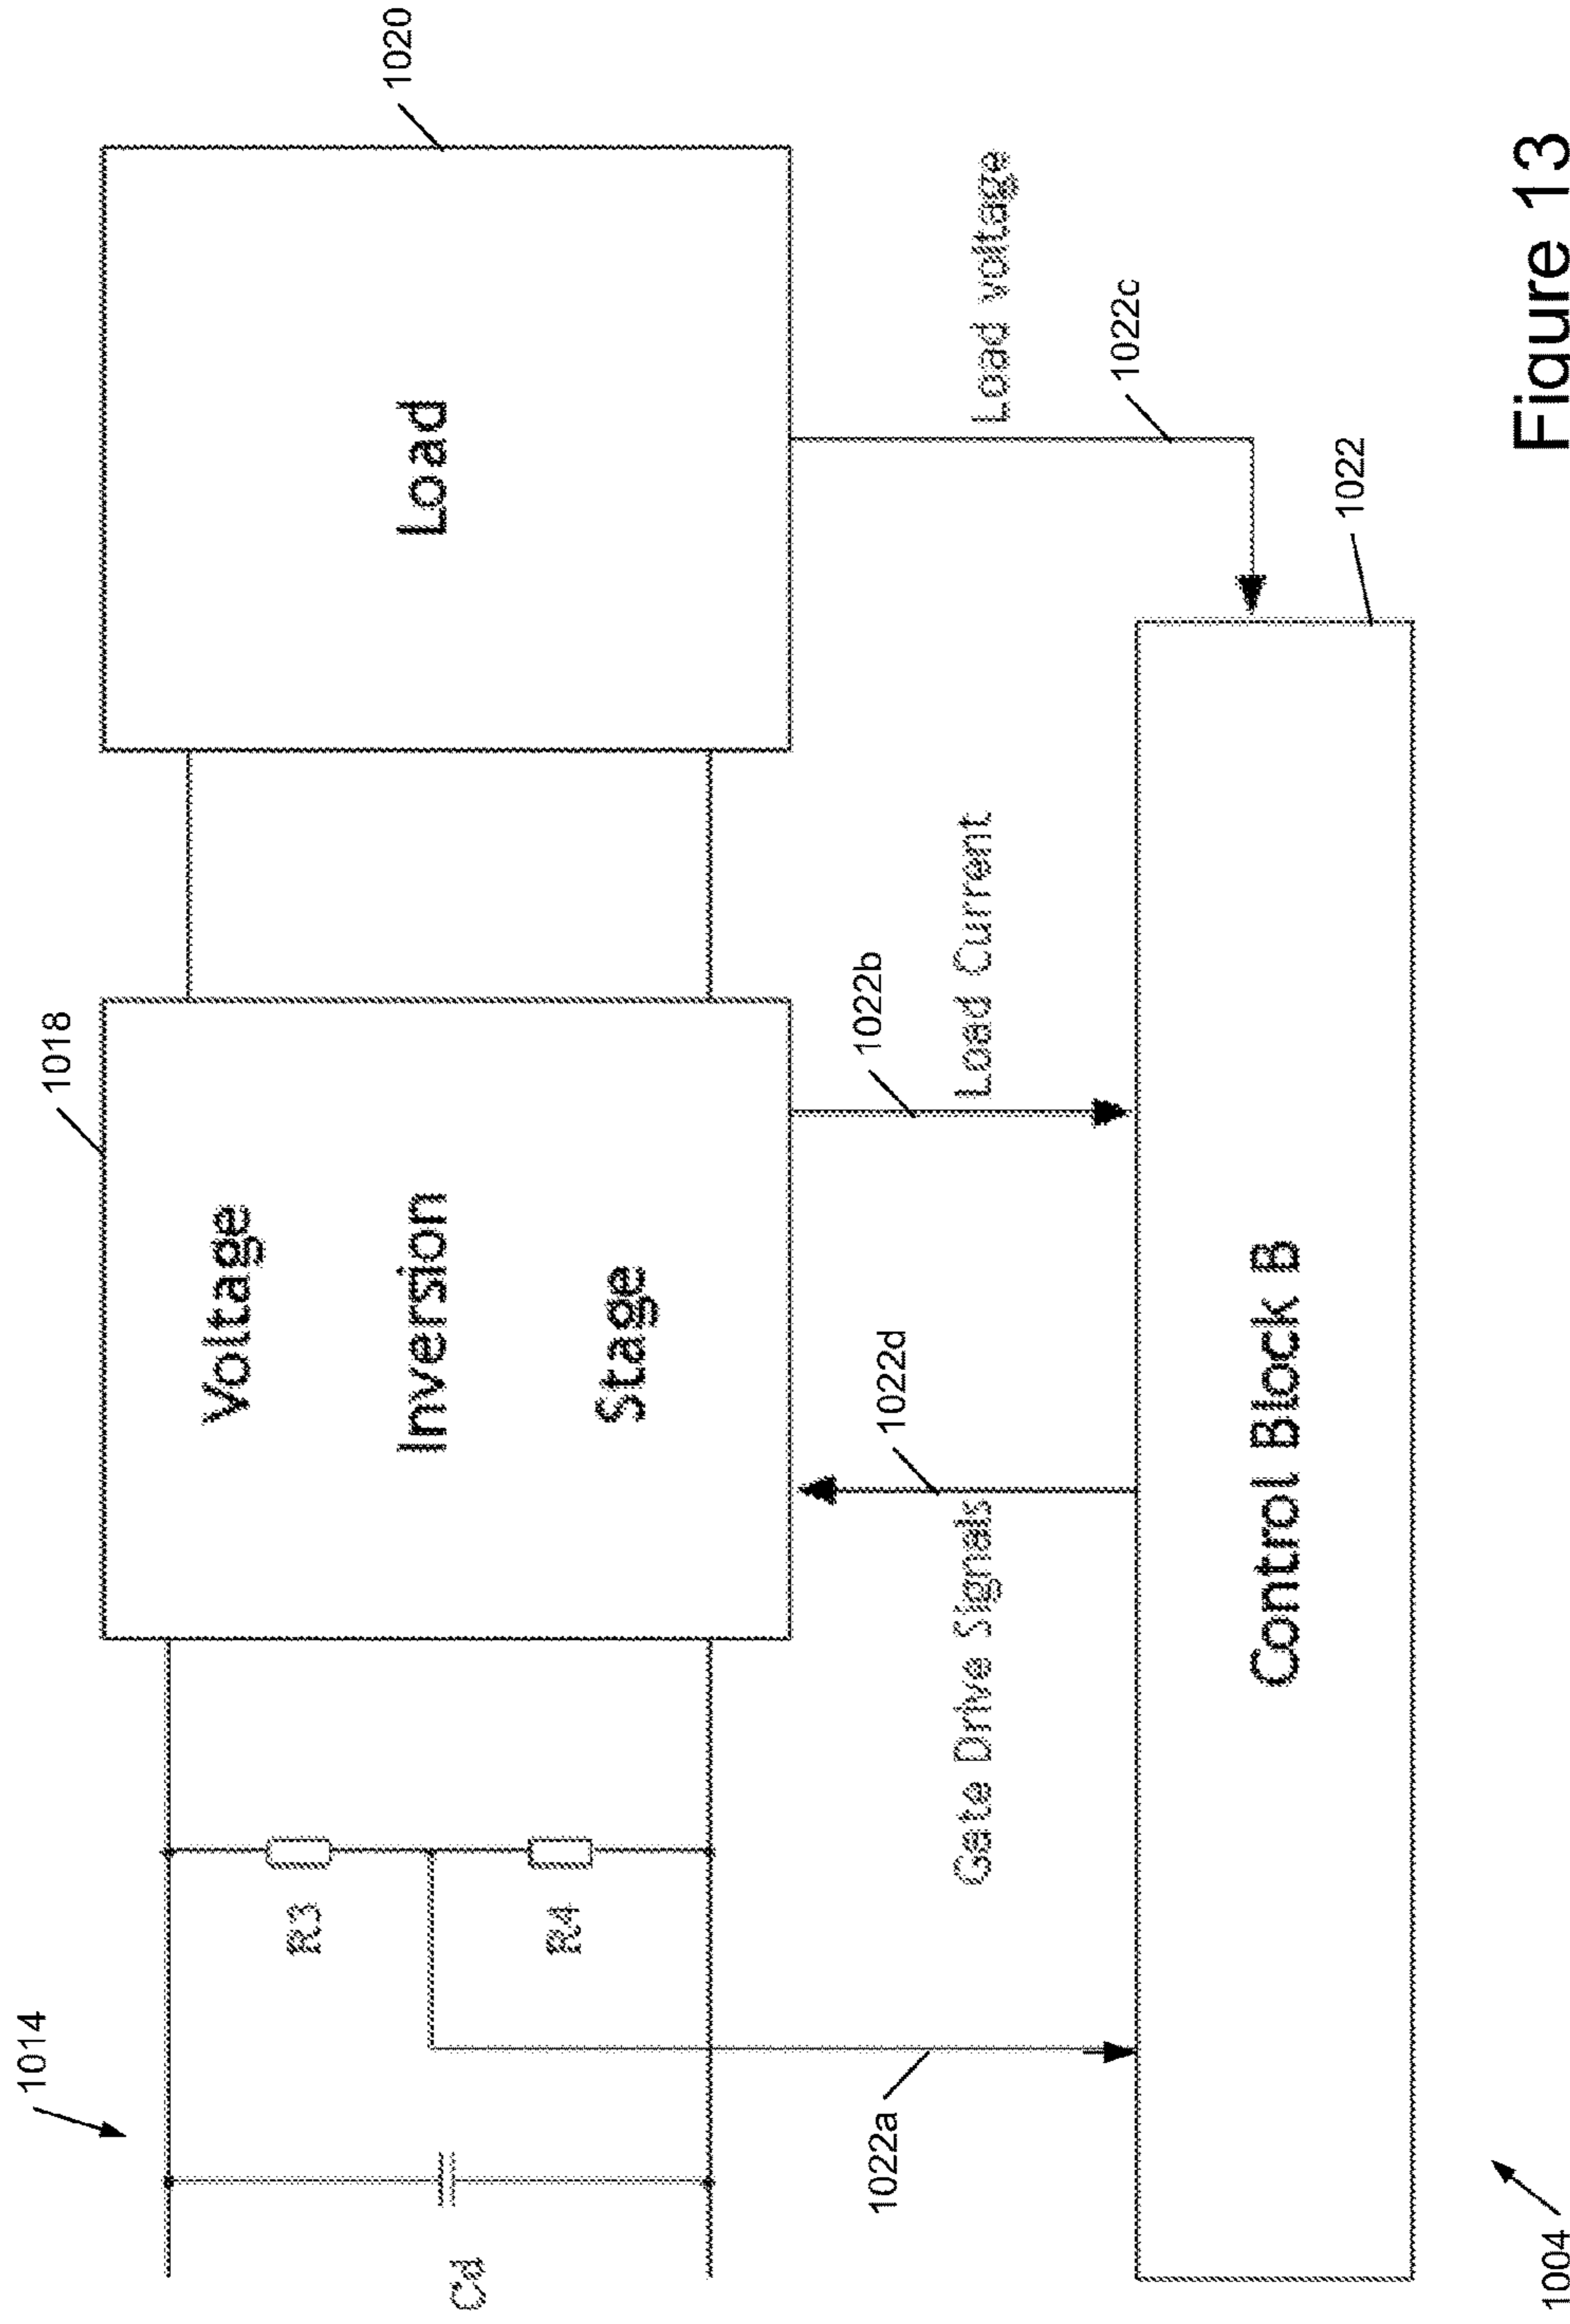 1014
1018
1020
Voltage
Inversion
Stage
Load
Cd
R3
R4
1022a
1022d
1022b
Gate Drive Signals
Load Current
Load voltage
1022c
Control Block B
1022
1004
Figure 13